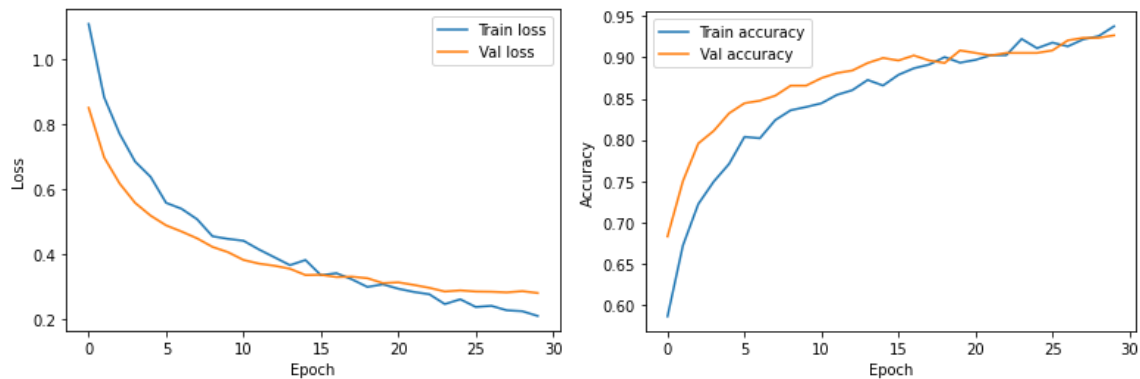 Train loss
Val loss
1.0
0.8
0.6
0.4
0.2
Loss
0 5 10 15 20 25 30
Epoch
Train accuracy
Val accuracy
0.95
0.90
0.85
0.80
0.75
0.70
0.65
0.60
Accuracy
0 5 10 15 20 25 30
Epoch